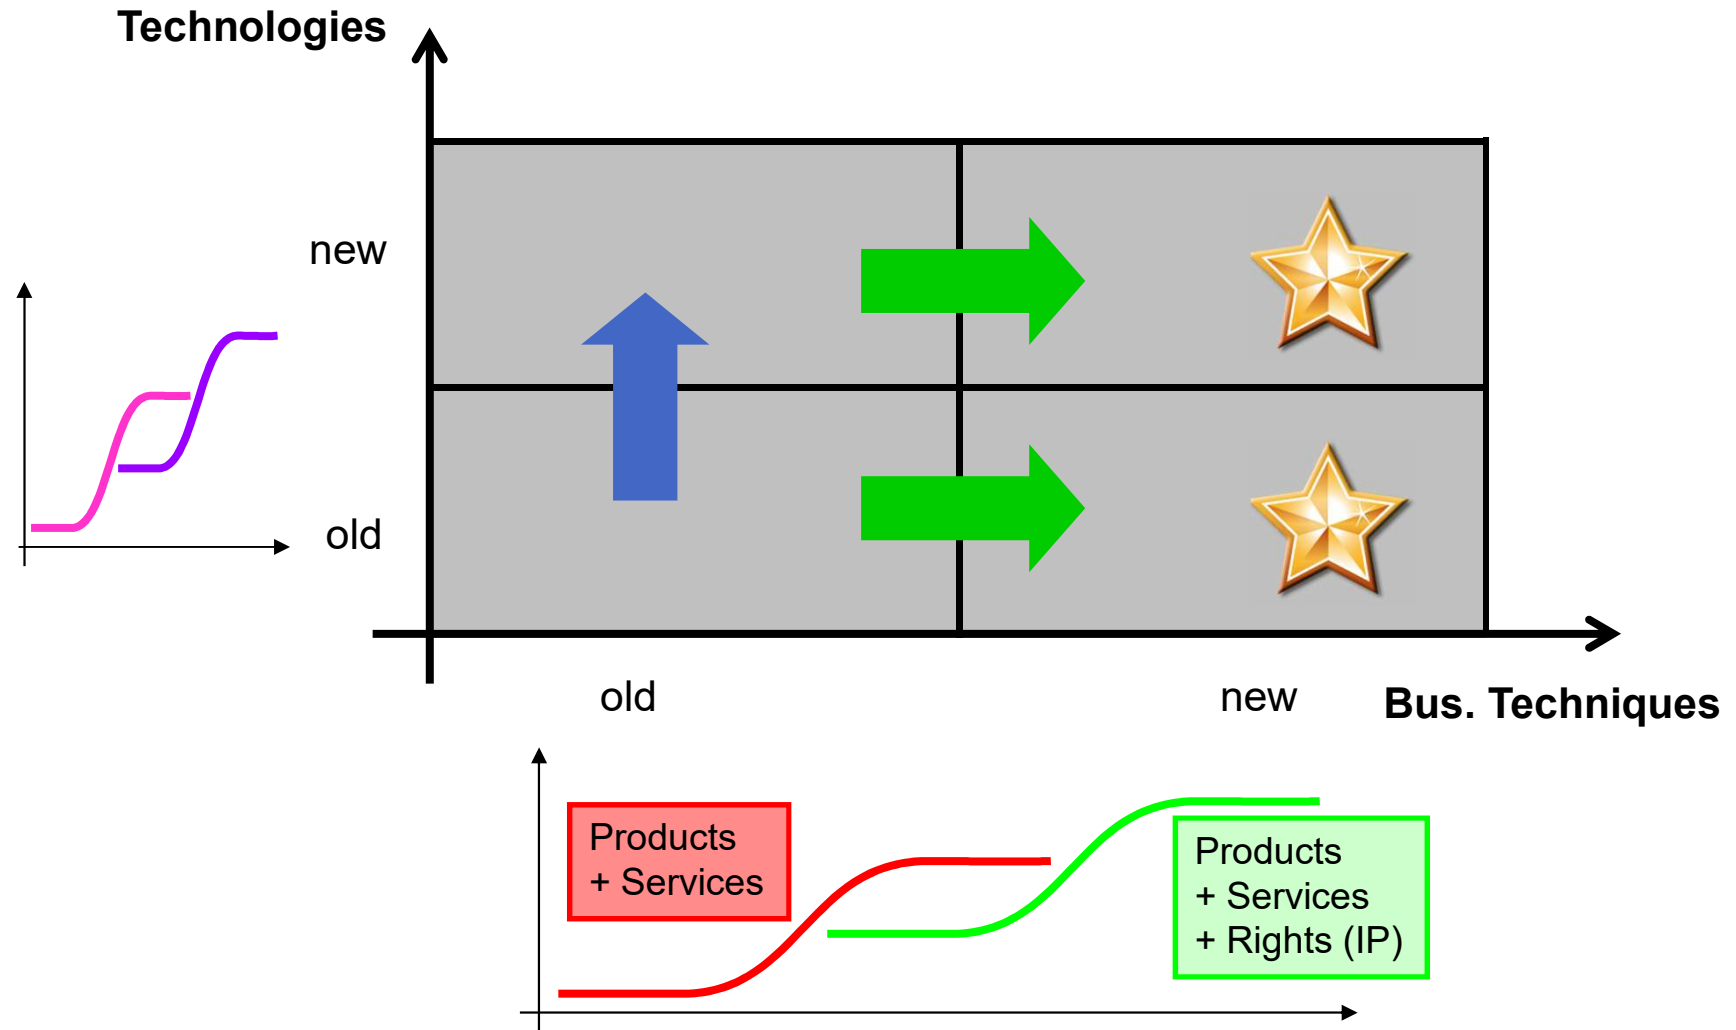 Technologies
new
old
old
new
Bus. Techniques
Products
+ Services
Products
+ Services
+ Rights (IP)